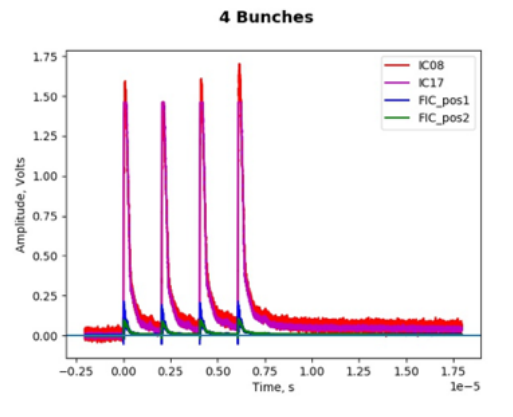 4 Bunches
1.75
1.50
1.25
1.00
0.75
0.50
0.25
0.00
Amplitude, Volts
IC08
IC17
FIC_pos1
FIC_pos2
−0.25 0.00 0.25 0.50 0.75 1.00 1.25 1.50 1.75
Time, s
1e−5